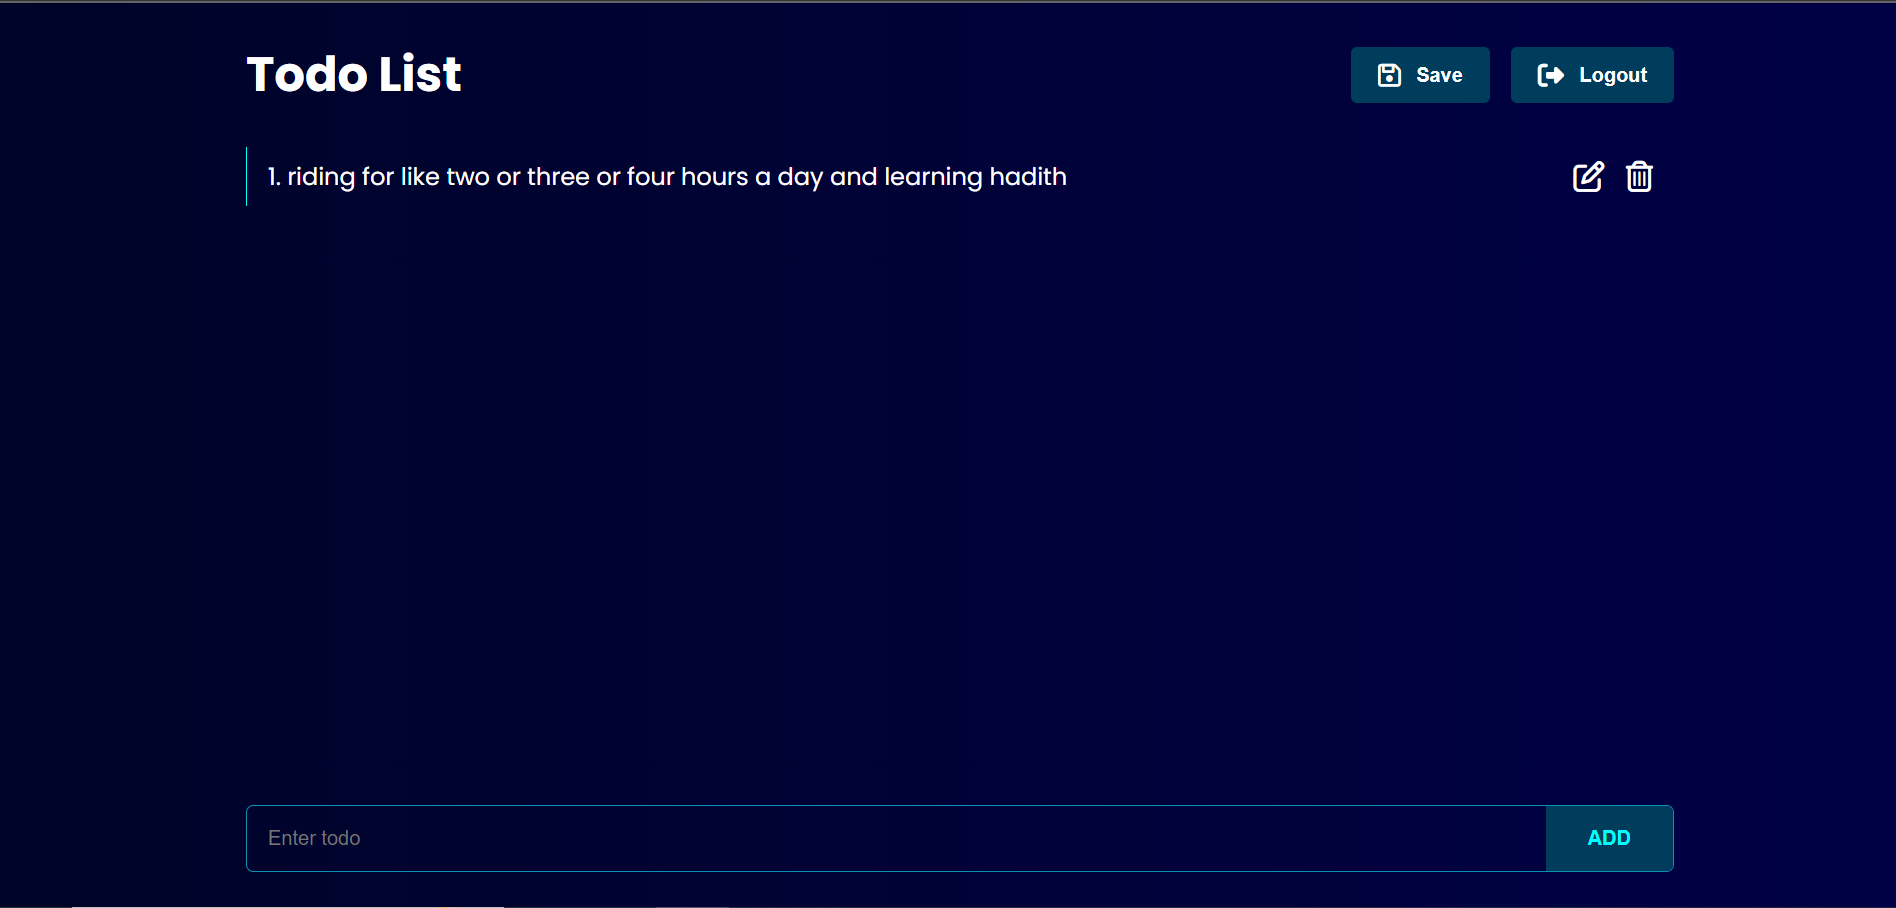 Todo List
Save
Logout
1. riding for like two or three or four hours a day and learning hadith
Enter todo
ADD